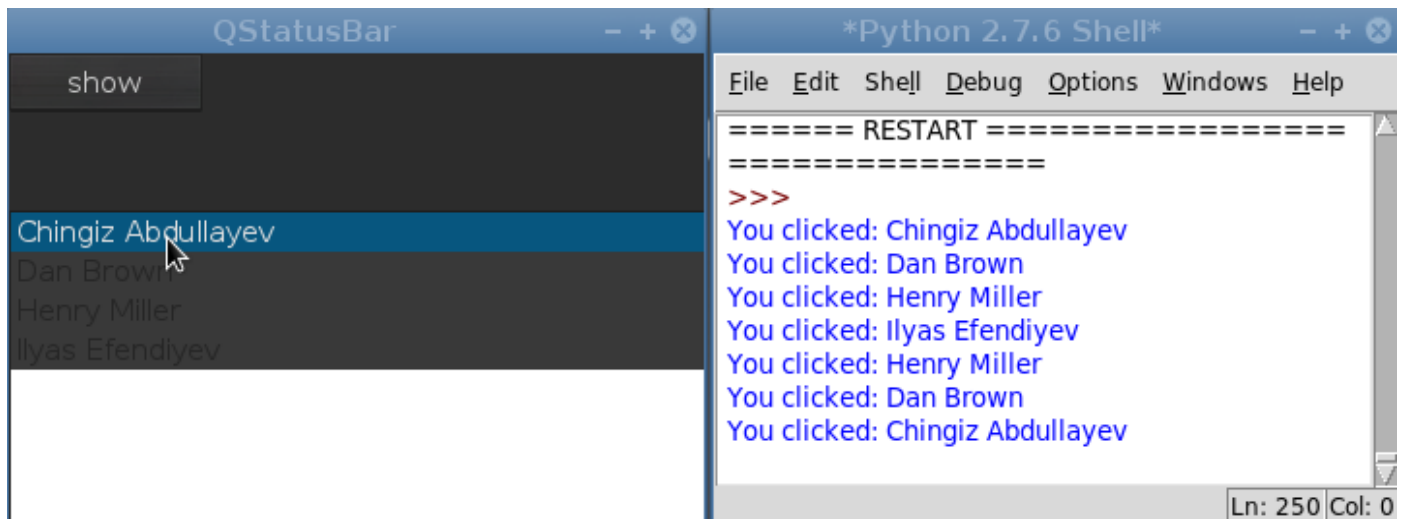 QStatusBar
show
Chingiz Abdullayev
Dan Brown
Henry Miller
Ilyas Efendiyev
*Python 2.7.6 Shell*
File Edit Shell Debug Options Windows Help
====== RESTART =================
===============
>>>
You clicked: Chingiz Abdullayev
You clicked: Dan Brown
You clicked: Henry Miller
You clicked: Ilyas Efendiyev
You clicked: Henry Miller
You clicked: Dan Brown
You clicked: Chingiz Abdullayev
Ln: 250 Col: 0